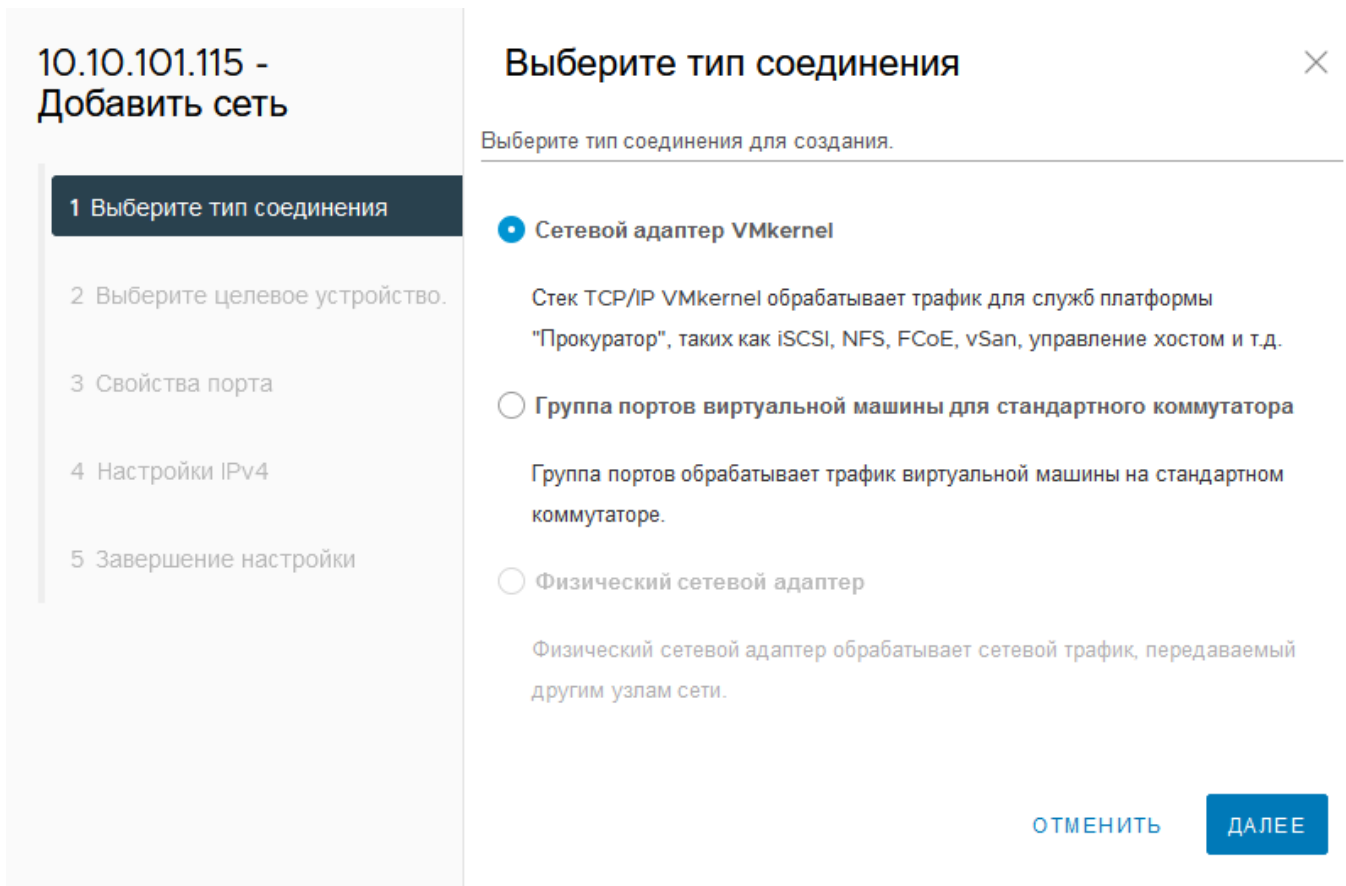 10.10.101.115 -
Добавить сеть
1 Выберите тип соединения
2 Выберите целевое устройство.
3 Свойства порта
4 Настройки IPv4
5 Завершение настройки
Выберите тип соединения
Выберите тип соединения для создания.
Сетевой адаптер VMkernel
Стек TCP/IP VMkernel обрабатывает трафик для служб платформы
"Прокуратор", таких как iSCSI, NFS, FCoE, vSan, управление хостом и т.д.
Группа портов виртуальной машины для стандартного коммутатора
Группа портов обрабатывает трафик виртуальной машины на стандартном
коммутаторе.
Физический сетевой адаптер
Физический сетевой адаптер обрабатывает сетевой трафик, передаваемый
другим узлам сети.
ОТМЕНИТЬ
ДАЛЕЕ